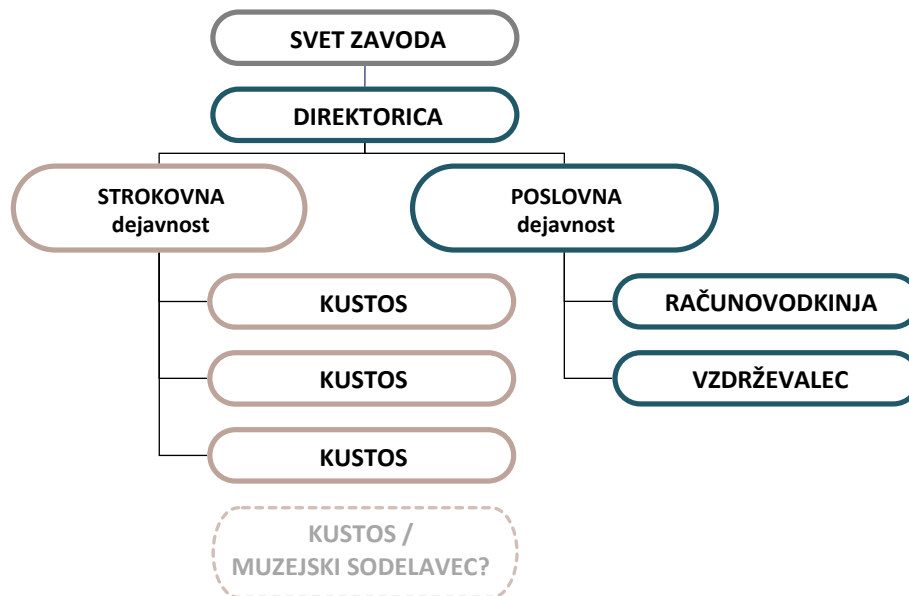 SVET ZAVODA
DIREKTORICA
STROKOVNA
dejavnost
POSLOVNA
dejavnost
KUSTOS
RAČUNOVODKINJA
KUSTOS
VZDRŽEVALEC
KUSTOS
KUSTOS /
MUZEJSKI SODELAVEC?